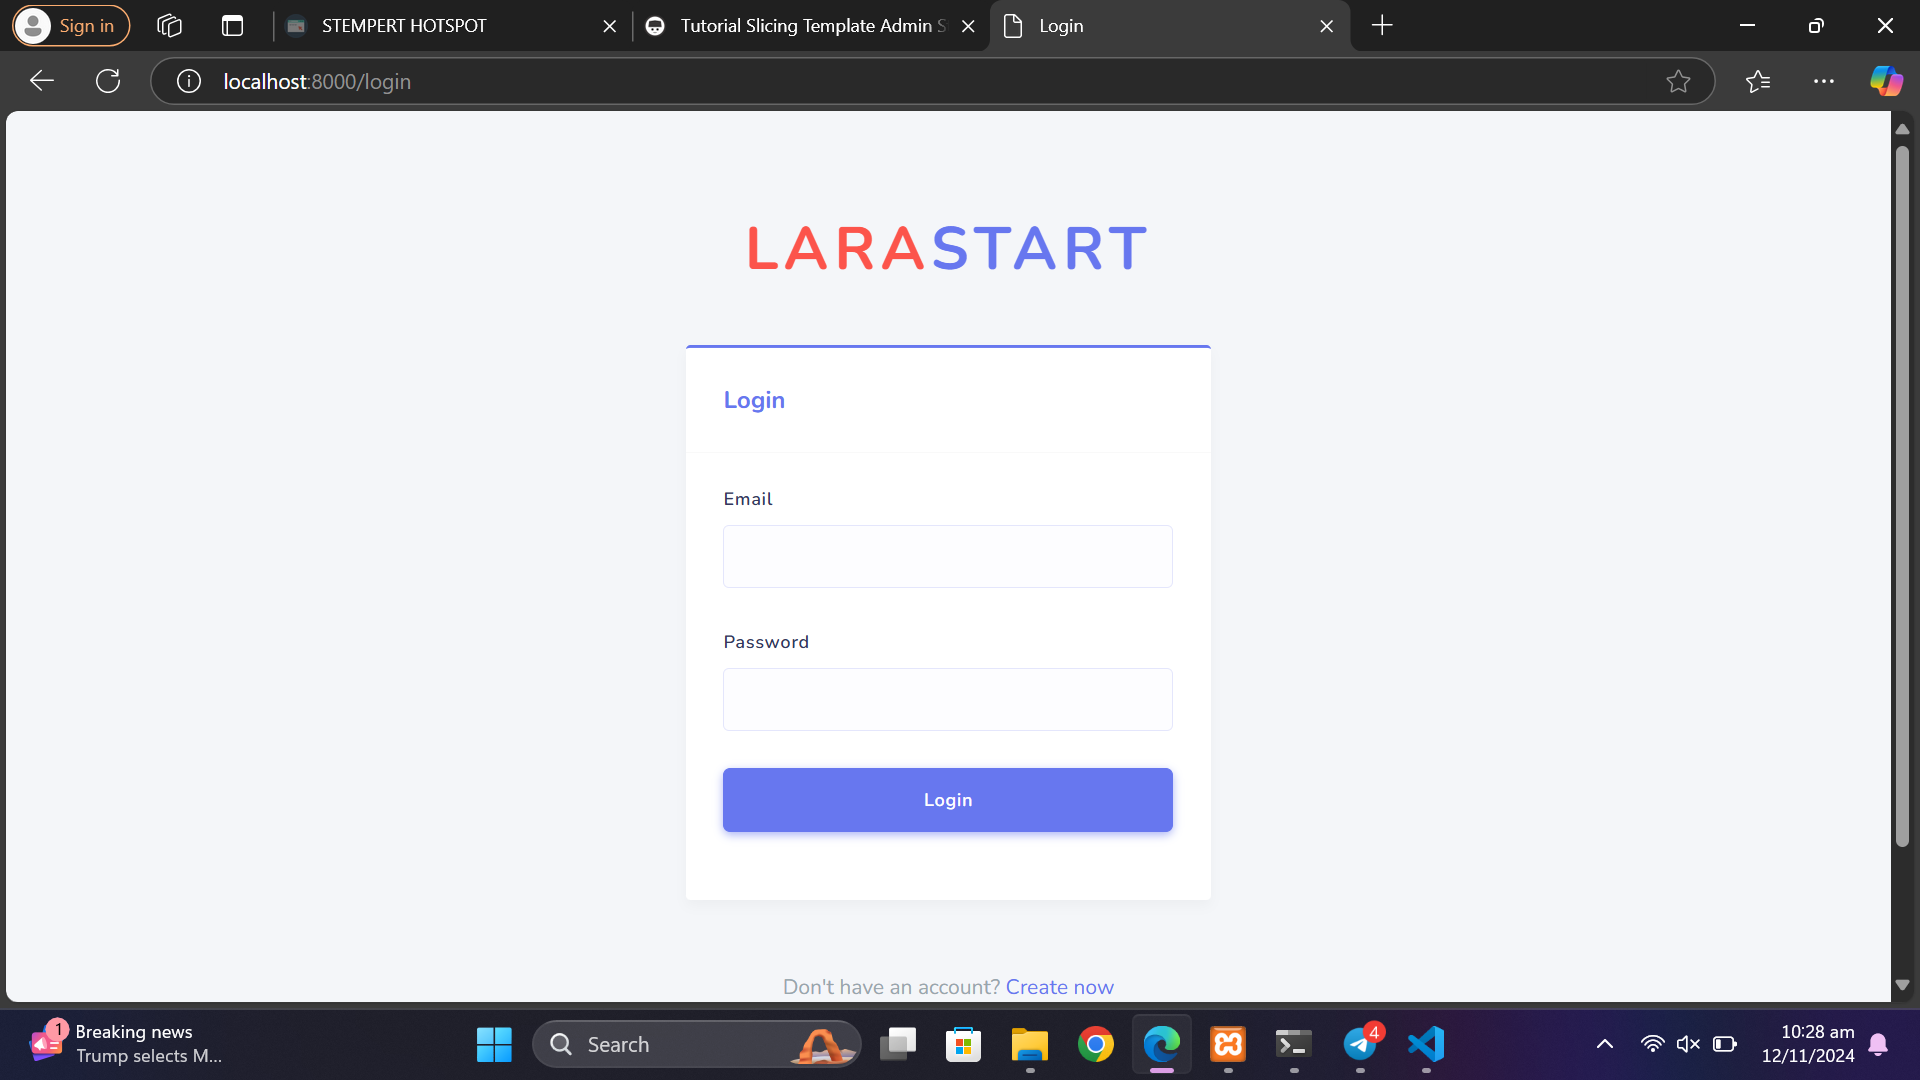 Sign in
STEMPERT HOTSPOT
Tutorial Slicing Template Admin S
Login
localhost:8000/login
LARASTART
Login
Email
Password
Login
Don't have an account? Create now
1
Breaking news
Trump selects M...
Search
4
10:28 am
12/11/2024